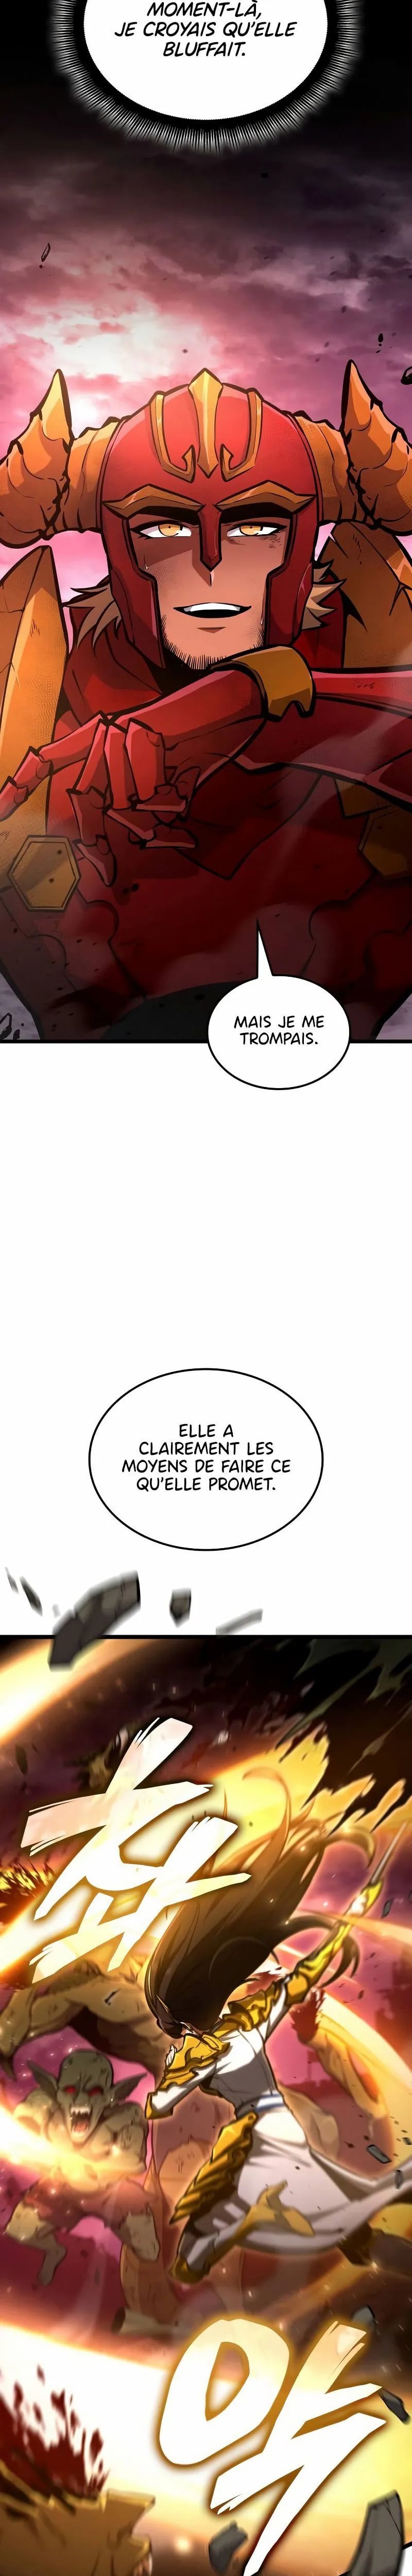 MOMENT-LÀ,
JE CROYAIS QU'ELLE
BLUFFAIT.
MAIS JE ME
TROMPAIS.
ELLE A
CLAIREMENT LES
MOYENS DE FAIRE CE
QU'ELLE PROMET.
촤
악